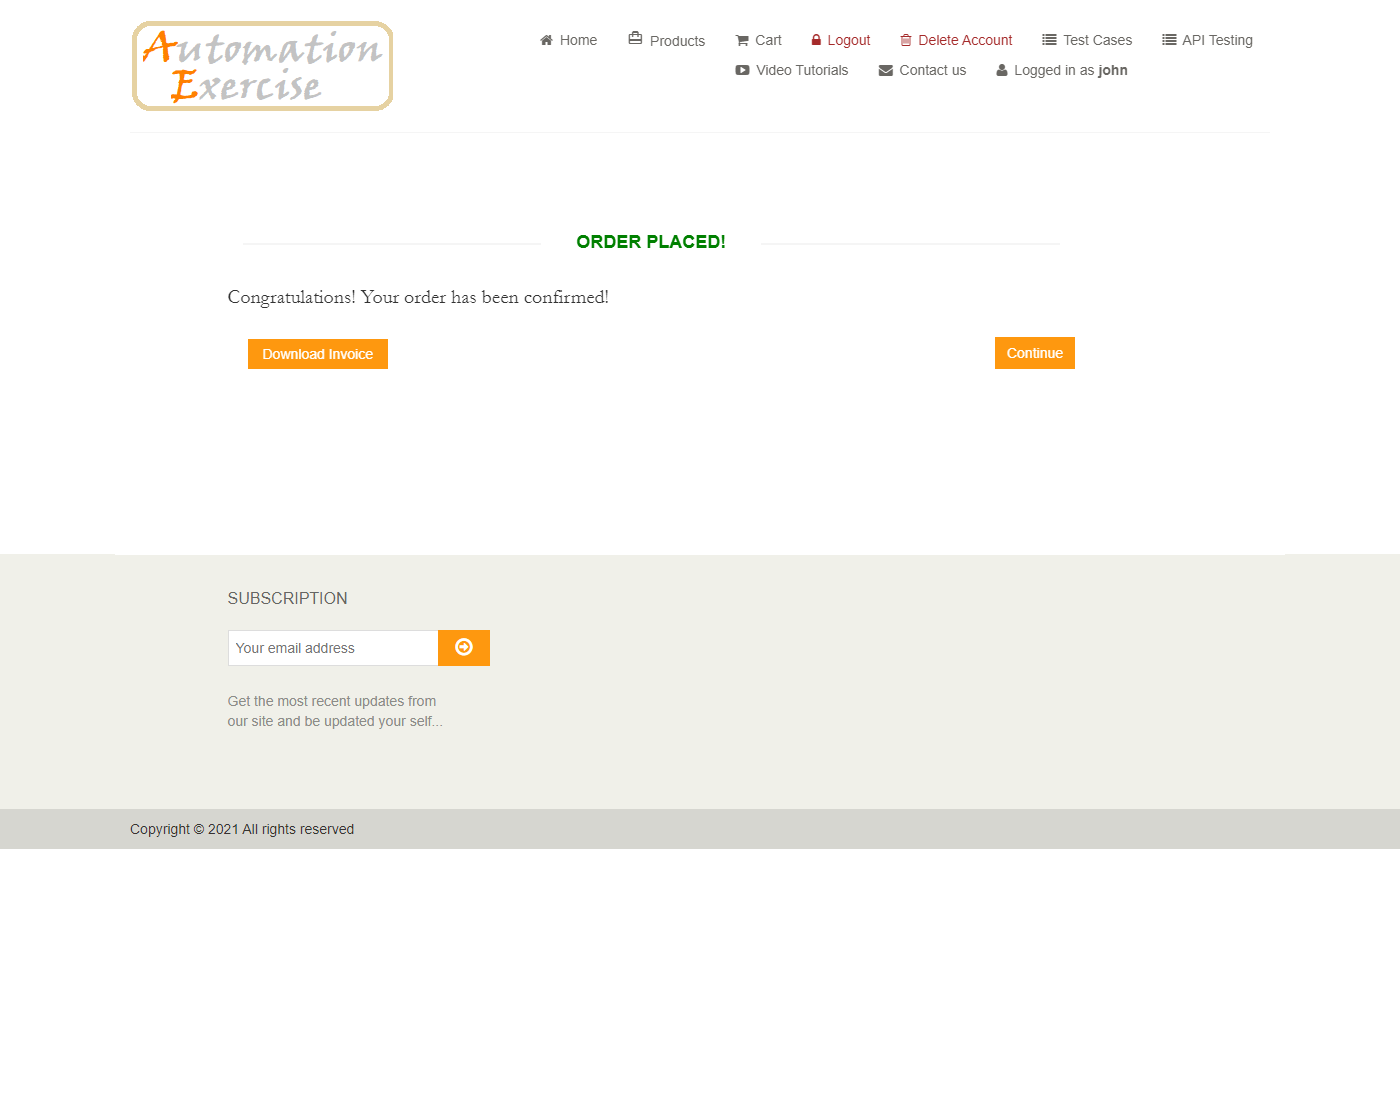 Automation
Exercise
Home Products Cart Logout Delete Account Test Cases API Testing
Video Tutorials Contact us Logged in as john
ORDER PLACED!
Congratulations! Your order has been confirmed!
Download Invoice Continue
SUBSCRIPTION
Your email address
Get the most recent updates from
our site and be updated your self...
Copyright © 2021 All rights reserved